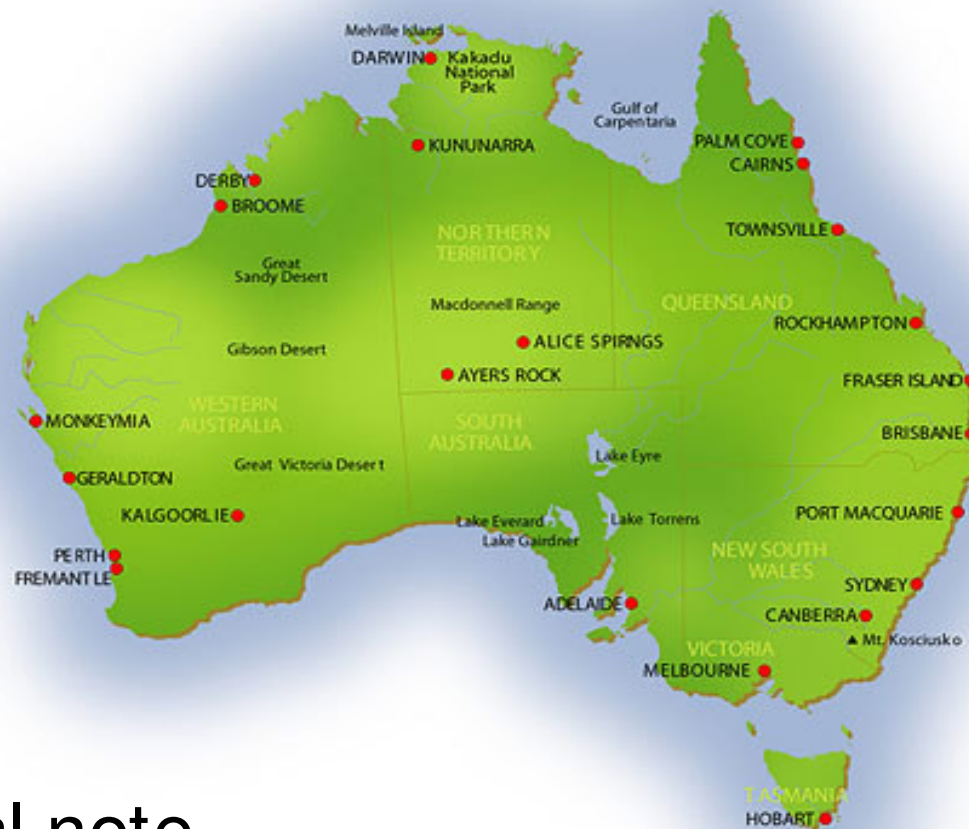 Melville Island
DARWIN
Kakadu
National
Park
Gulf of
Carpentaria
PALM COVE
KUNUNARRA
CAIRNS
DERBY
BROOME
TOWNSVILLE
NORTHERN
TERRITORY
Great
Sandy Desert
Macdonnell Range
QUEENSLAND
ROCKHAMPTON
ALICE SPIRNGS
Gibson Desert
AYERS ROCK
FRASER ISLAND
WESTERN
AUSTRALIA
MONKEYMIA
SOUTH
AUSTRALIA
BRISBANE
Lake Eyre
Great Victoria Desert
GERALDTON
KALGOORLIE
Lake Everard
Lake Torrens
PORT MACQUARIE
Lake Gairdner
PERTH
FREMANTLE
NEW SOUTH
WALES
SYDNEY
ADELAIDE
CANBERRA
Mt. Kosciusko
VICTORIA
MELBOURNE
TASMANIA
HOBART
note